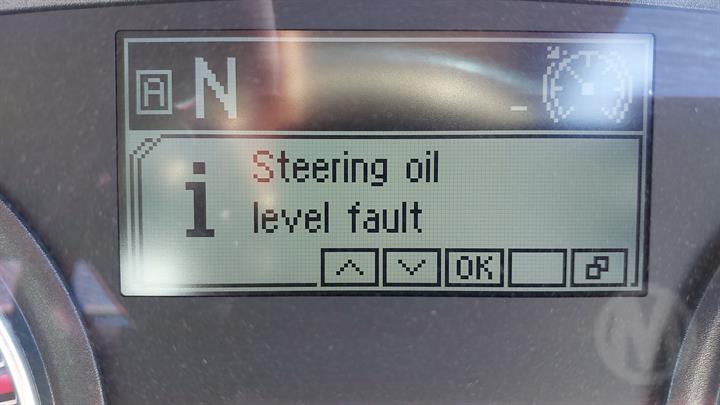 A N
Steering oil
level fault
OK
M